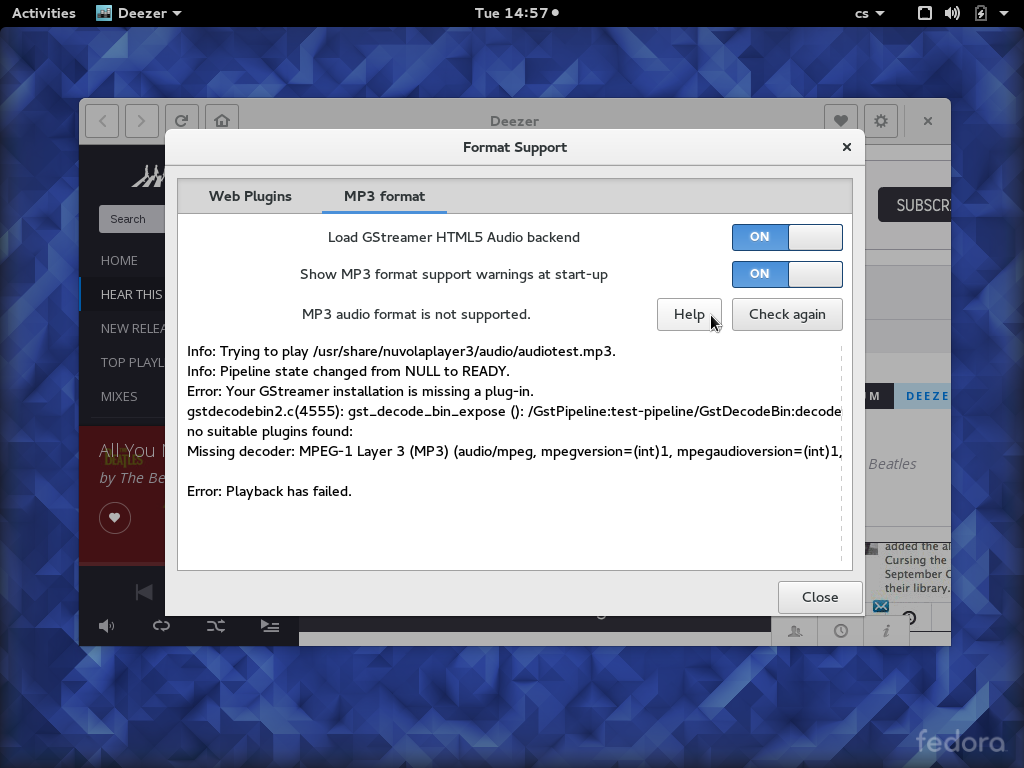 Activities Deezer Tue 14:57 cs
Deezer
Format Support
Web Plugins MP3 format
Load GStreamer HTML5 Audio backend ON
Show MP3 format support warnings at start-up ON
MP3 audio format is not supported. Help Check again
Info: Trying to play /usr/share/nuvolaplayer3/audio/audiotest.mp3.
Info: Pipeline state changed from NULL to READY.
Error: Your GStreamer installation is missing a plug-in.
gstdecodebin2.c(4555): gst_decode_bin_expose (): /GstPipeline:test-pipeline/GstDecodeBin:decode
no suitable plugins found:
Missing decoder: MPEG-1 Layer 3 (MP3) (audio/mpeg, mpegversion=(int)1, mpegaudioversion=(int)1,
Error: Playback has failed.
Close
Search
HOME
HEAR THIS
NEW RELEA
TOP PLAYL
MIXES
All You N
by The Be
SUBSCRI
UM DEEZE
Beatles
added the al
Cursing the
September C
their library.
fedora